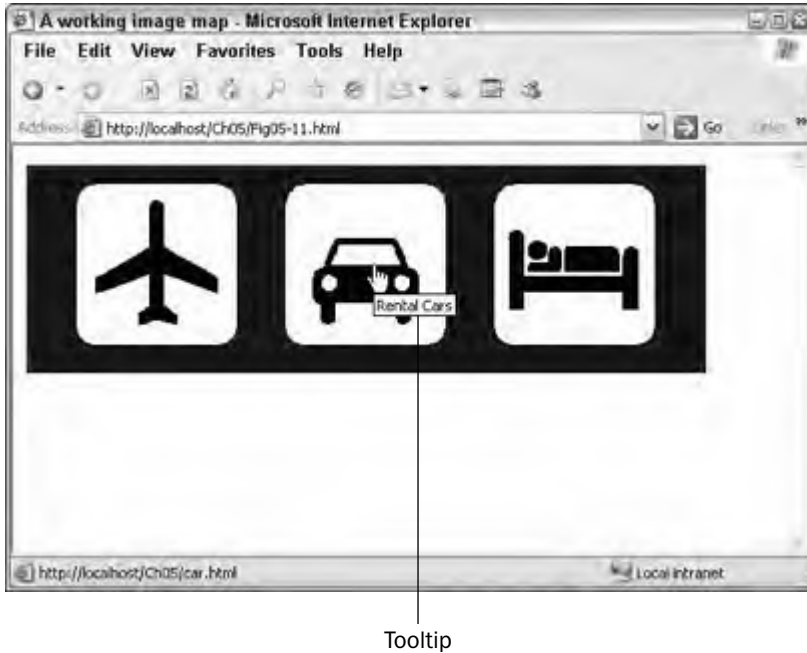 A working image map - Microsoft Internet Explorer
File Edit View Favorites Tools Help
Address http://localhost/Ch05/Fig05-11.html Go Links »
Rental Cars
http://localhost/Ch05/car.html Local intranet
Tooltip